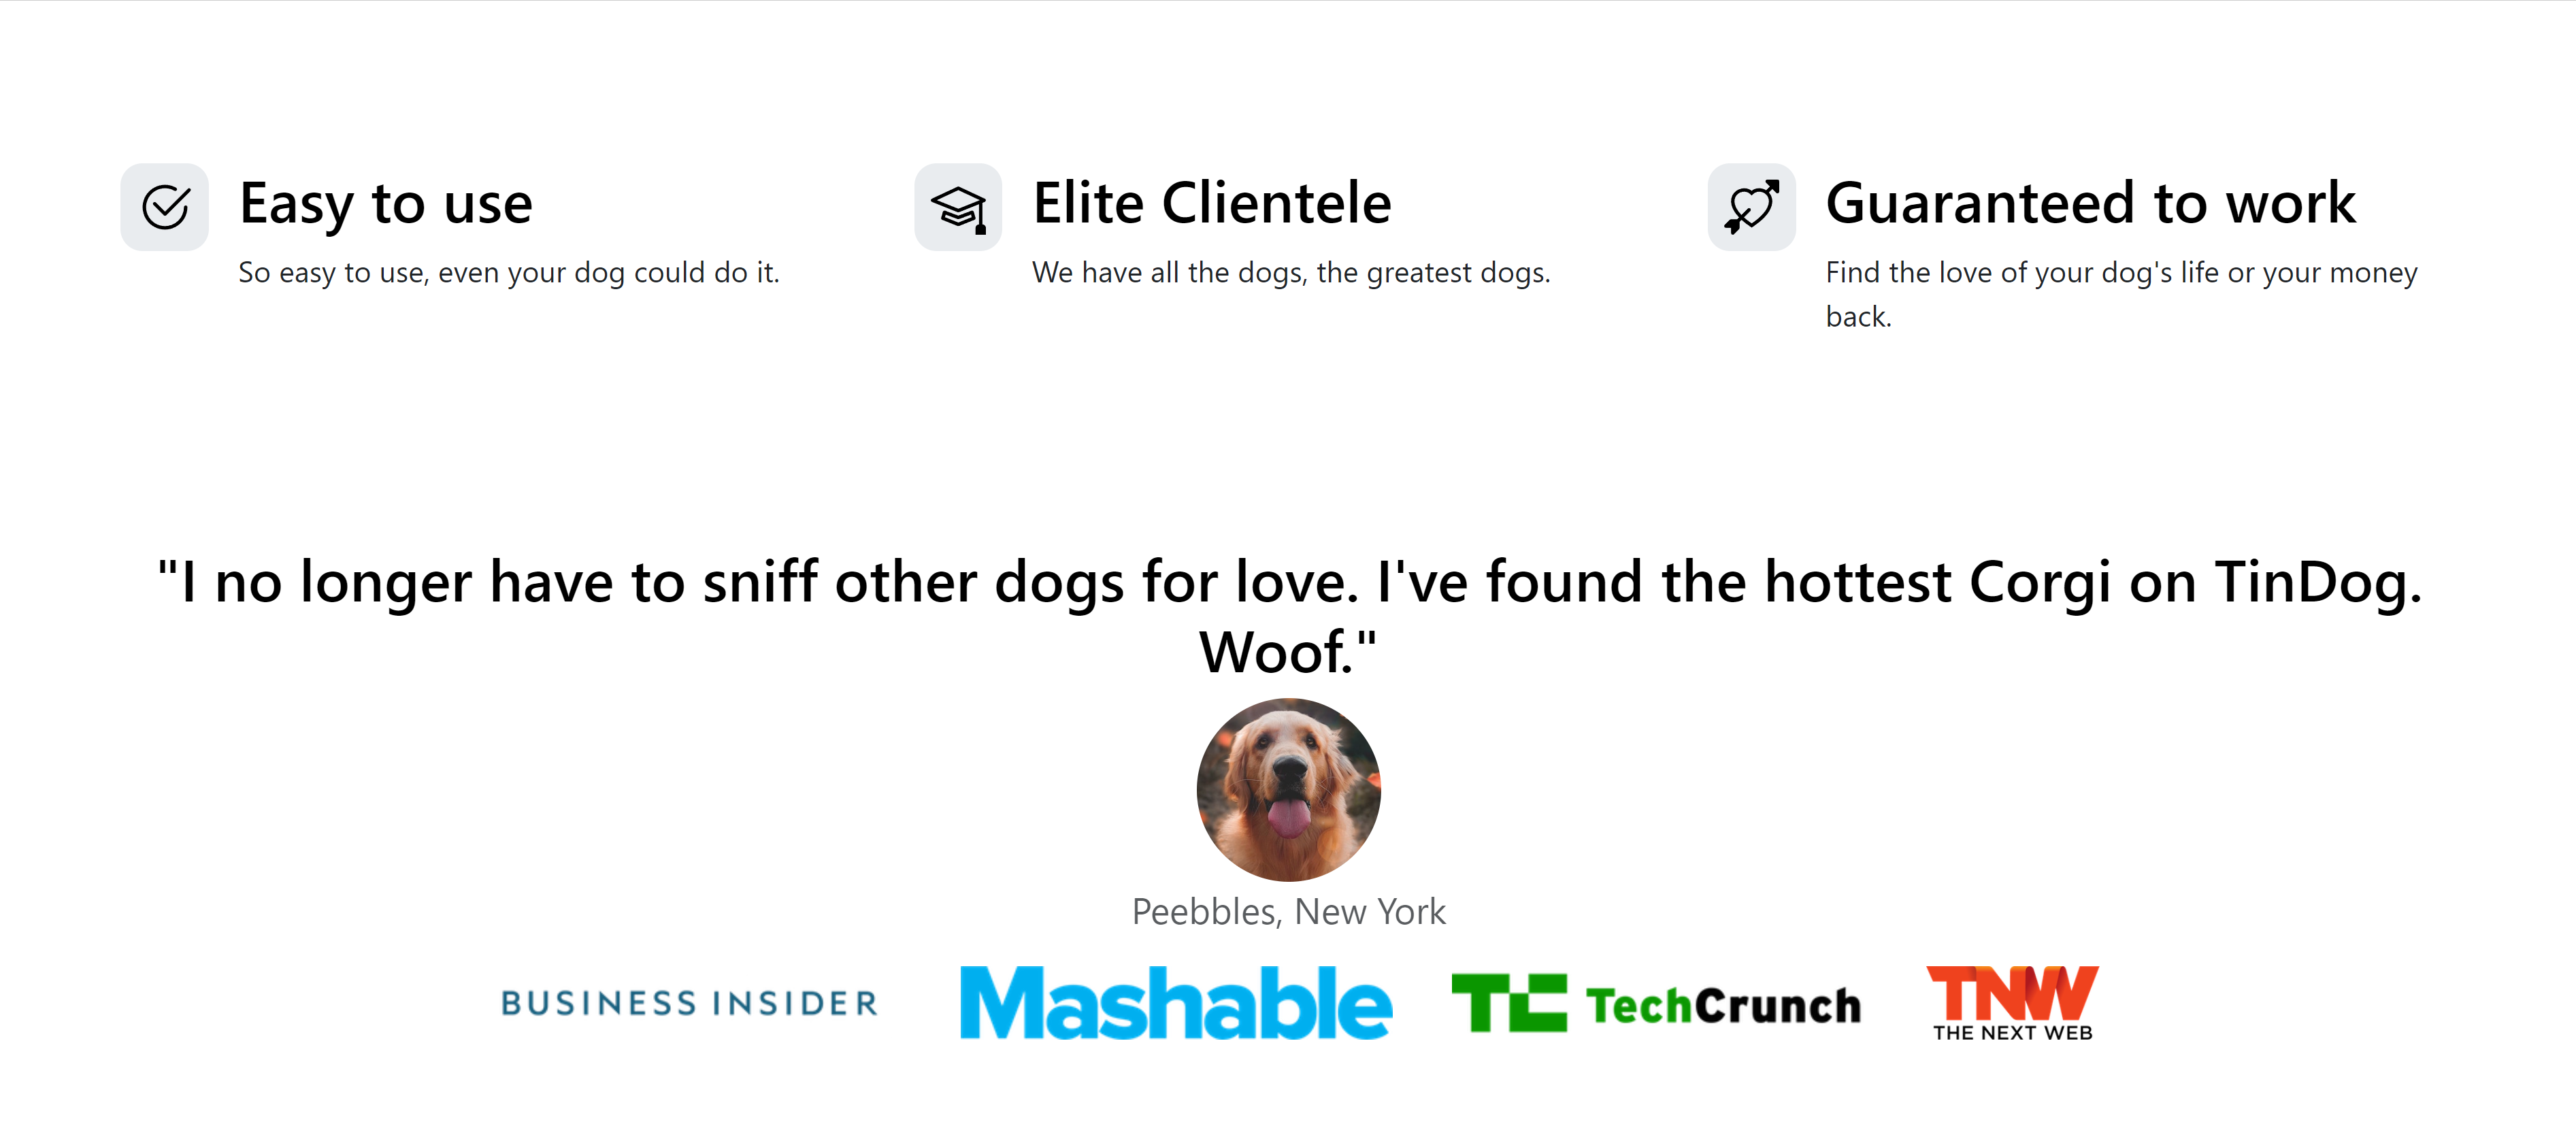 Easy to use
So easy to use, even your dog could do it.
Elite Clientele
We have all the dogs, the greatest dogs.
Guaranteed to work
Find the love of your dog's life or your money
back.
"I no longer have to sniff other dogs for love. I've found the hottest Corgi on TinDog.
Woof."
Peebbles, New York
BUSINESS INSIDER
Mashable
TC TechCrunch
TNW
THE NEXT WEB